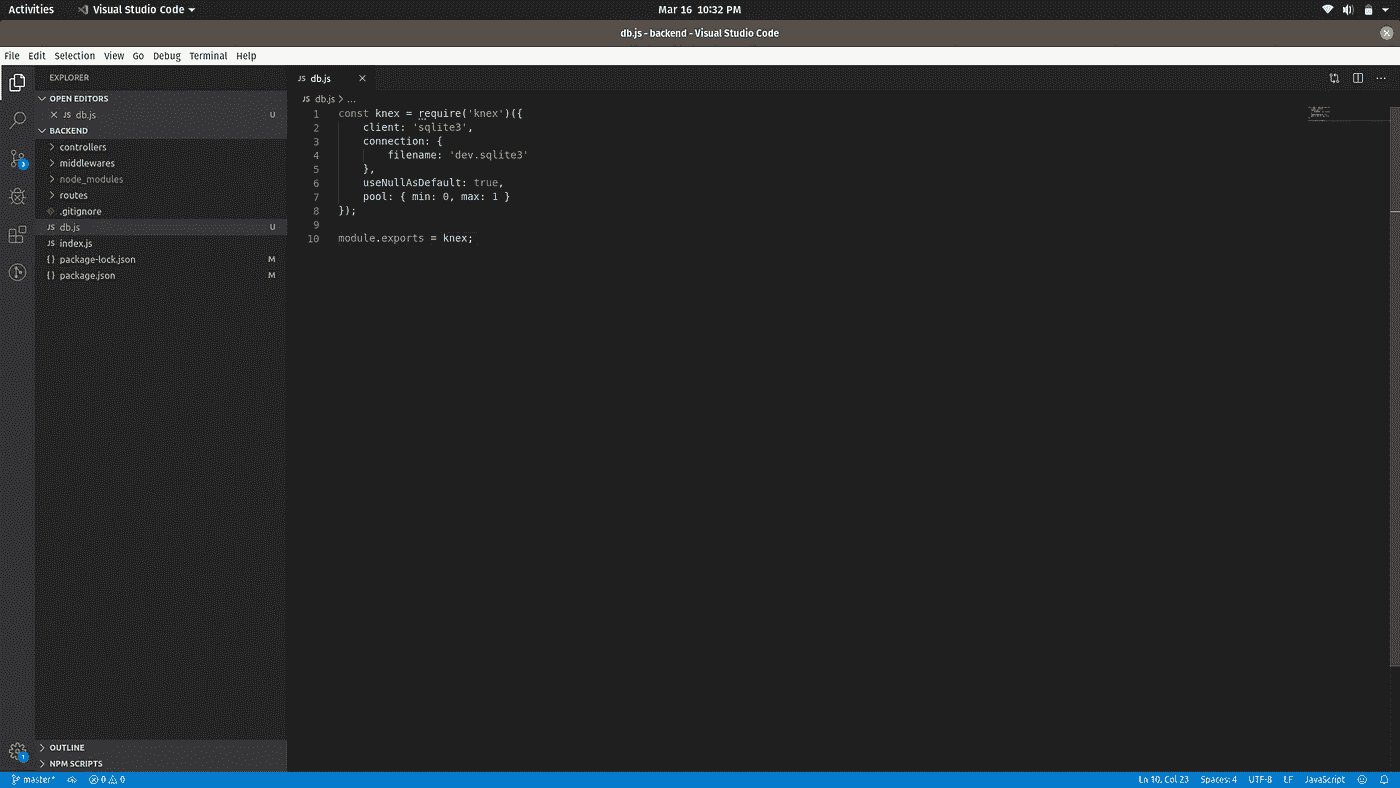 Activities Visual Studio Code Mar 16 10:32 PM
db.js - backend - Visual Studio Code
File Edit Selection View Go Debug Terminal Help
EXPLORER
OPEN EDITORS
JS db.js U
BACKEND
controllers
middlewares
node_modules
routes
.gitignore
JS db.js U
JS index.js
{} package-lock.json M
{} package.json M
3
1
OUTLINE
NPM SCRIPTS
JS db.js
JS db.js > ...
1 const knex = require('knex')({
2     client: 'sqlite3',
3     connection: {
4         filename: 'dev.sqlite3'
5     },
6     useNullAsDefault: true,
7     pool: { min: 0, max: 1 }
8 });
9
10 module.exports = knex;
master* 0 0 Ln 10, Col 23 Spaces: 4 UTF-8 LF JavaScript